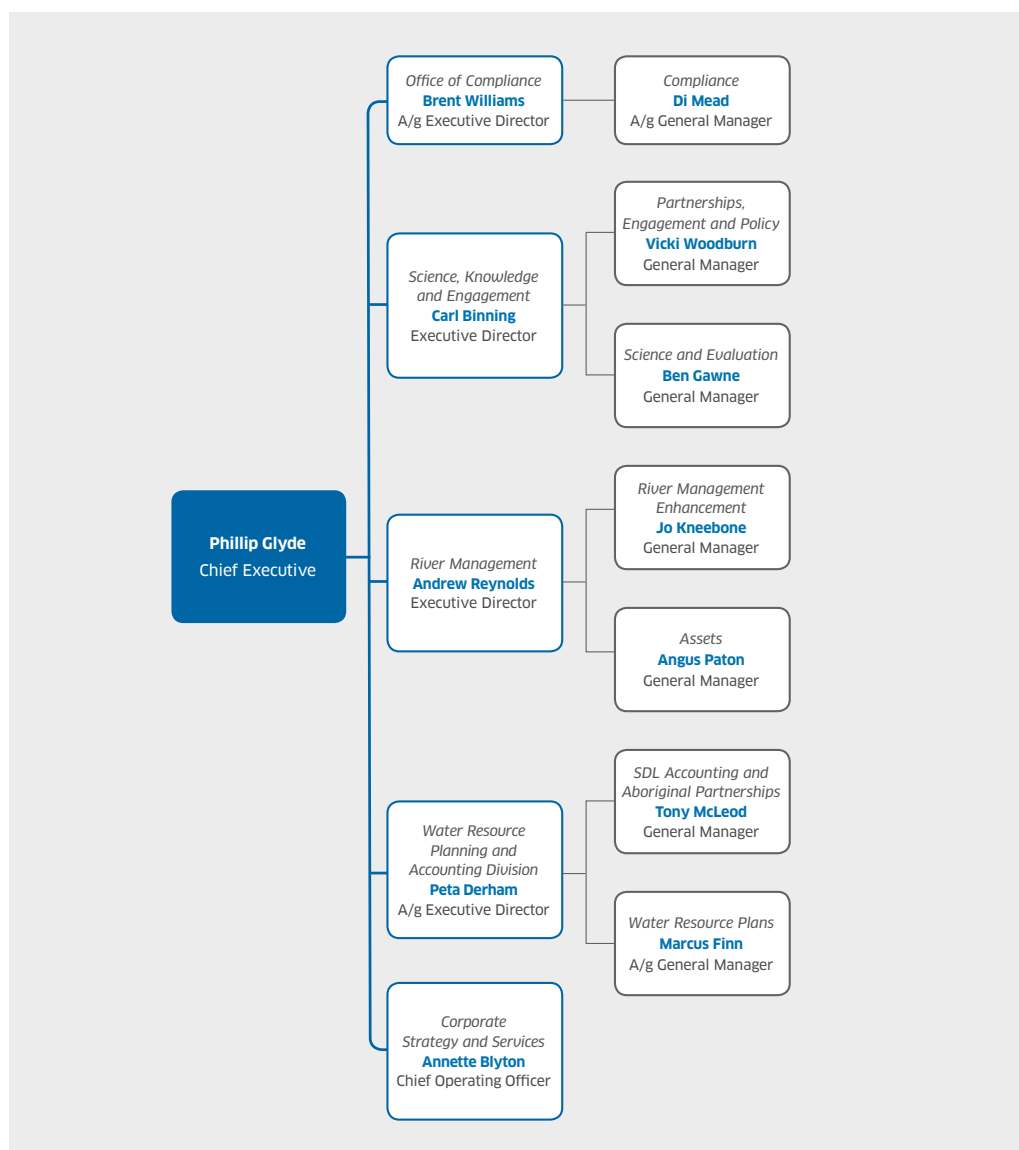 Office of Compliance
Brent Williams
A/g Executive Director
Compliance
Di Mead
A/g General Manager
Partnerships,
Engagement and Policy
Vicki Woodburn
General Manager
Science, Knowledge
and Engagement
Carl Binning
Executive Director
Science and Evaluation
Ben Gawne
General Manager
River Management
Enhancement
Jo Kneebone
General Manager
Phillip Glyde
Chief Executive
River Management
Andrew Reynolds
Executive Director
Assets
Angus Paton
General Manager
SDL Accounting and
Aboriginal Partnerships
Tony McLeod
General Manager
Water Resource
Planning and
Accounting Division
Peta Derham
A/g Executive Director
Water Resource Plans
Marcus Finn
A/g General Manager
Corporate
Strategy and Services
Annette Blyton
Chief Operating Officer